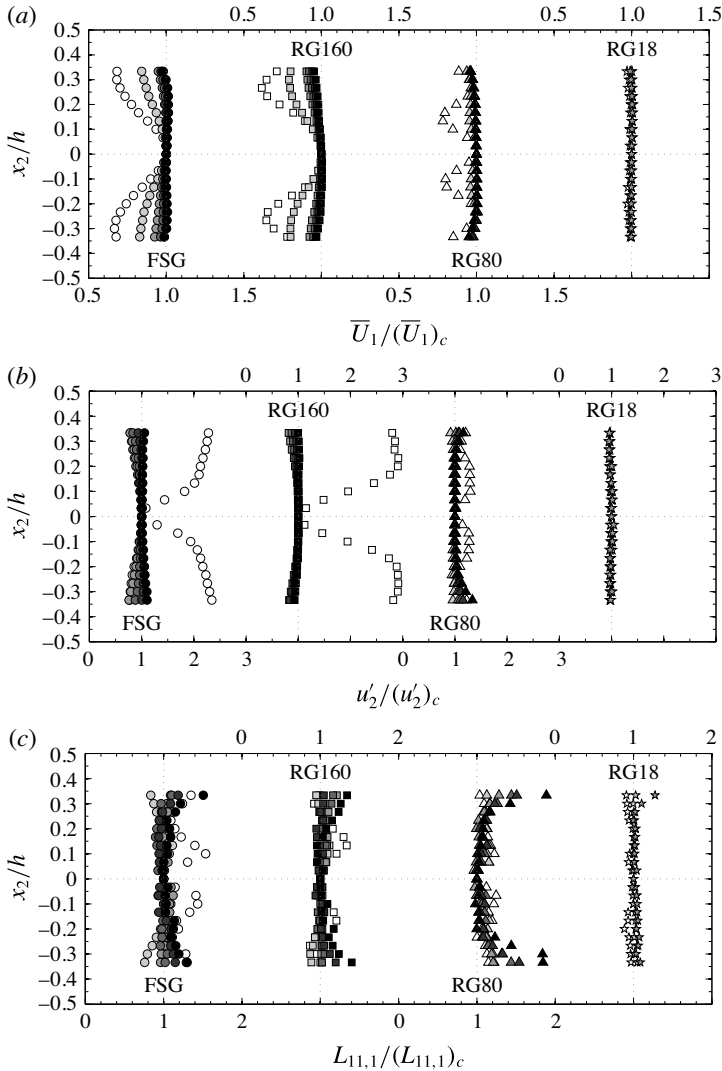 (a)
0.5 1.0 1.5 0.5 1.0 1.5
0.5
0.4
0.3
0.2
0.1
0
−0.1
−0.2
−0.3
−0.4
−0.5
x2/h
RG160
RG18
FSG
RG80
0.5 1.0 1.5 0.5 1.0 1.5
U̅1/(U̅1)c
(b)
0 1 2 3 0 1 2 3
0.5
0.4
0.3
0.2
0.1
0
−0.1
−0.2
−0.3
−0.4
−0.5
x2/h
RG160
RG18
FSG
RG80
0 1 2 3 0 1 2 3
u′2/(u′2)c
(c)
0 1 2 0 1 2
0.5
0.4
0.3
0.2
0.1
0
−0.1
−0.2
−0.3
−0.4
−0.5
x2/h
RG160
RG18
FSG
RG80
0 1 2 0 1 2
L11,1/(L11,1)c